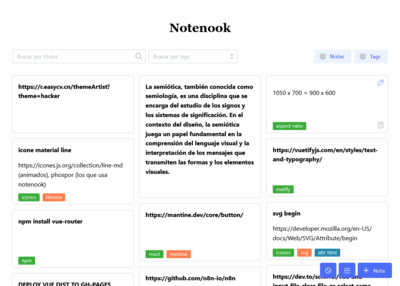 Notenook
Buscar por títulos
Buscar por tags
Notas
Tags
https://r.easycv.cn/themeArtist?
theme=hacker
icono material line
https://icones.js.org/collection/line-md
(animados), phospor (los que usa
notenook)
iconos
libreria
npm install vue-router
npm
DEPLOY VUE DIST TO GH-PAGES
La semiótica, también conocida como
semiología, es una disciplina que se
encarga del estudio de los signos y
los sistemas de significación. En el
contexto del diseño, la semiótica
juega un papel fundamental en la
comprensión del lenguaje visual y la
interpretación de los mensajes que
transmiten las formas y los elementos
visuales.
https://mantine.dev/core/button/
react
mantine
https://github.com/n8n-io/n8n
1050 x 700 = 900 x 600
aspect ratio
https://vuetifyjs.com/en/styles/text-
and-typography/
vuetify
svg begin
https://developer.mozilla.org/en-US/
docs/Web/SVG/Attribute/begin
iconos
svg
attr html
Nota